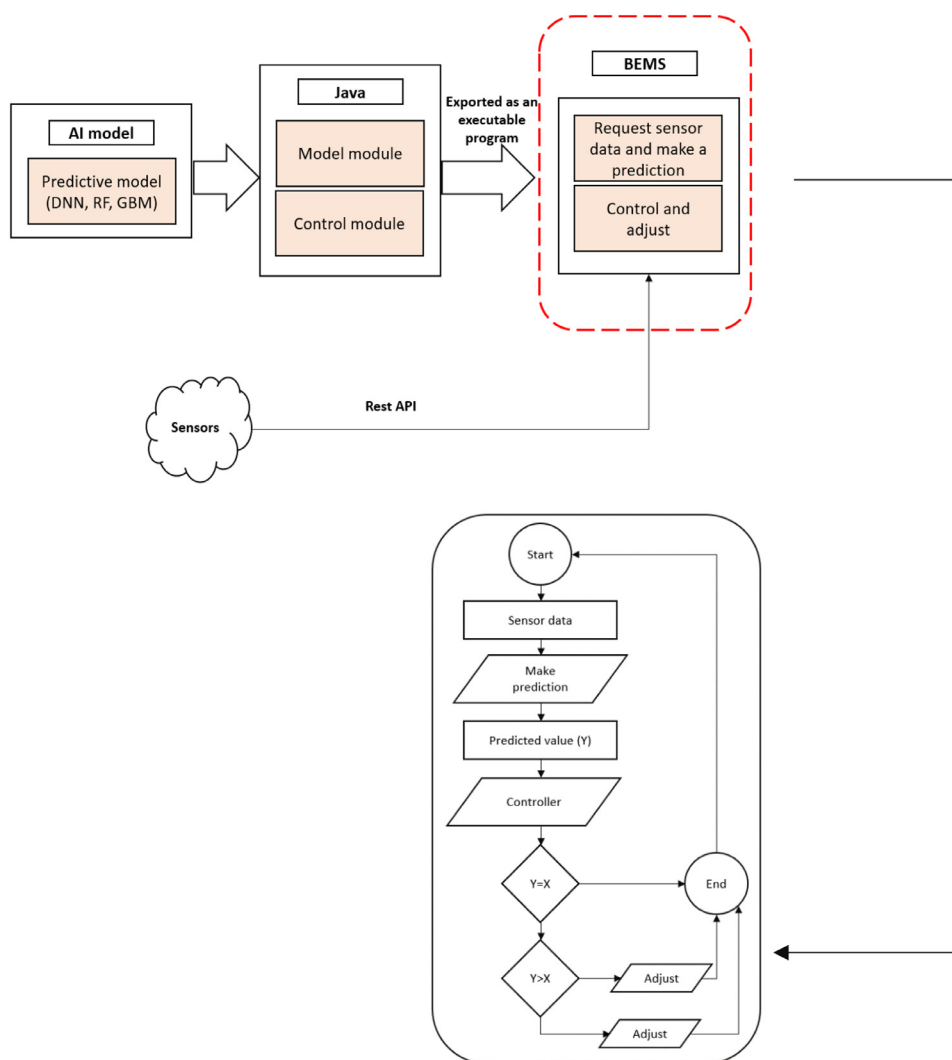 BEMS
Java
Exported as an
executable
program
AI model
Predictive model
(DNN, RF, GBM)
Model module
Control module
Request sensor
data and make a
prediction
Control and
adjust
Rest API
Sensors
Start
Sensor data
Make
prediction
Predicted value (Y)
Controller
Y=X
End
Y>X
Adjust
Adjust